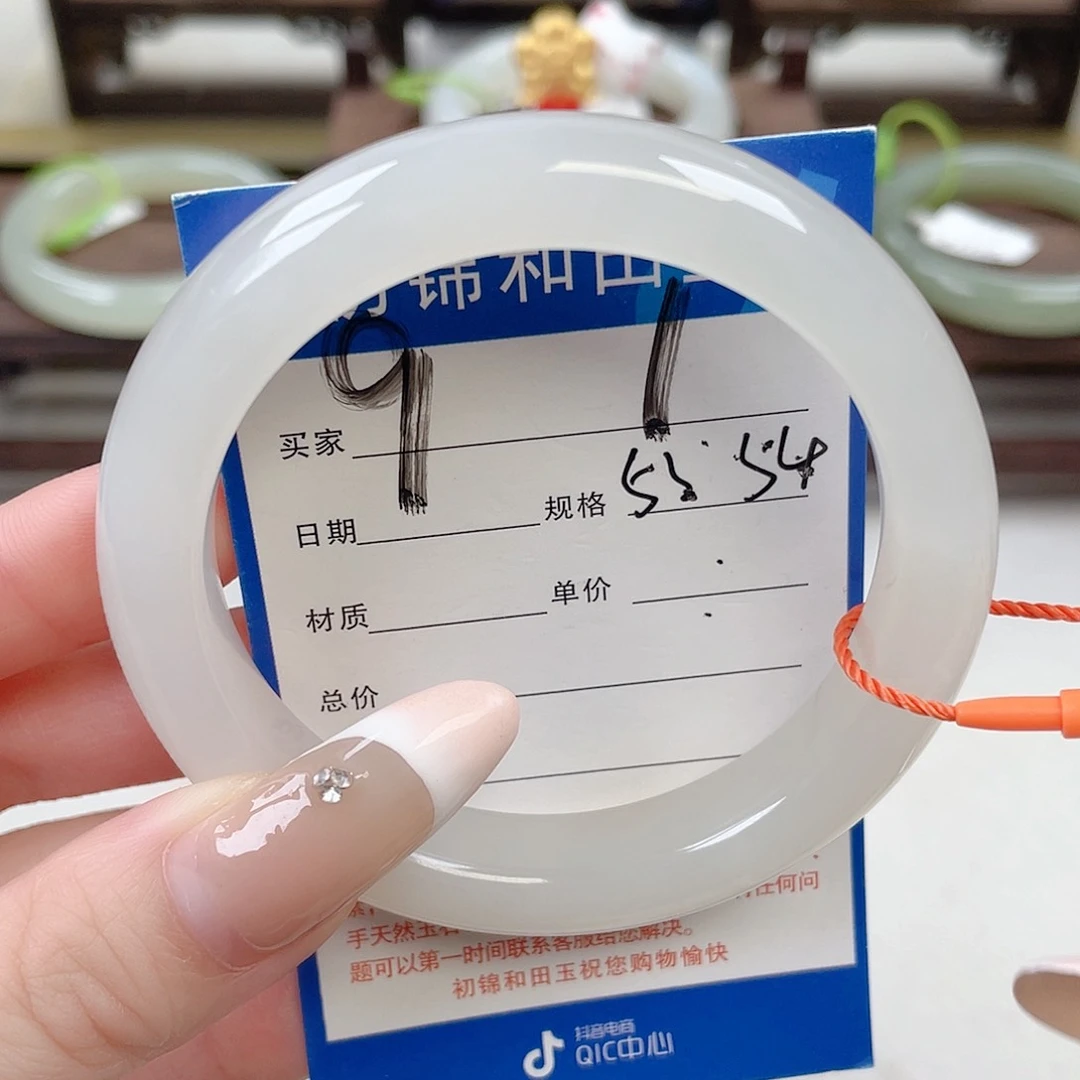 锦和田
9 1
买家
日期 规格 53 54
材质 单价
总价
任何问
手天然玉石
题可以第一时间联系客服给您解决。
初锦和田玉祝您购物愉快
抖音电商
QIC中心